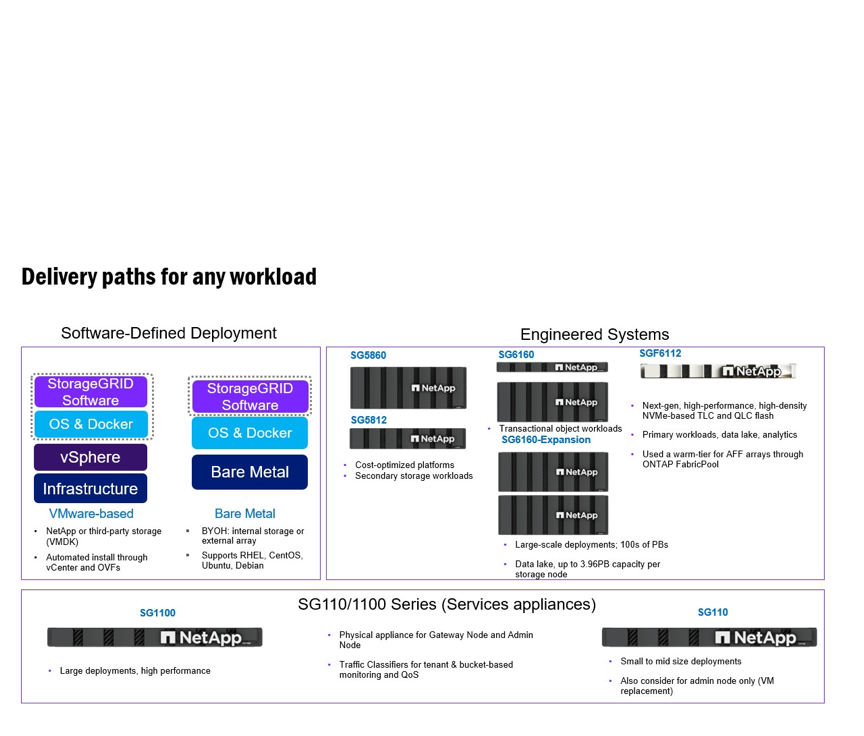 Delivery paths for any workload
Software-Defined Deployment
StorageGRID
Software
OS & Docker
vSphere
Infrastructure
VMware-based
• NetApp or third-party storage
(VMDK)
• Automated install through
vCenter and OVFs
StorageGRID
Software
OS & Docker
Bare Metal
Bare Metal
▪ BYOH: internal storage or
external array
▪ Supports RHEL, CentOS,
Ubuntu, Debian
Engineered Systems
SG5860
NetApp
SG5812
NetApp
• Cost-optimized platforms
• Secondary storage workloads
SG6160
NetApp
NetApp
• Transactional object workloads
SG6160-Expansion
NetApp
NetApp
• Large-scale deployments; 100s of PBs
• Data lake, up to 3.96PB capacity per
storage node
SGF6112
NetApp
• Next-gen, high-performance, high-density
NVMe-based TLC and QLC flash
• Primary workloads, data lake, analytics
• Used a warm-tier for AFF arrays through
ONTAP FabricPool
SG110/1100 Series (Services appliances)
SG1100
NetApp
• Large deployments, high performance
• Physical appliance for Gateway Node and Admin
Node
• Traffic Classifiers for tenant & bucket-based
monitoring and QoS
SG110
NetApp
• Small to mid size deployments
• Also consider for admin node only (VM
replacement)